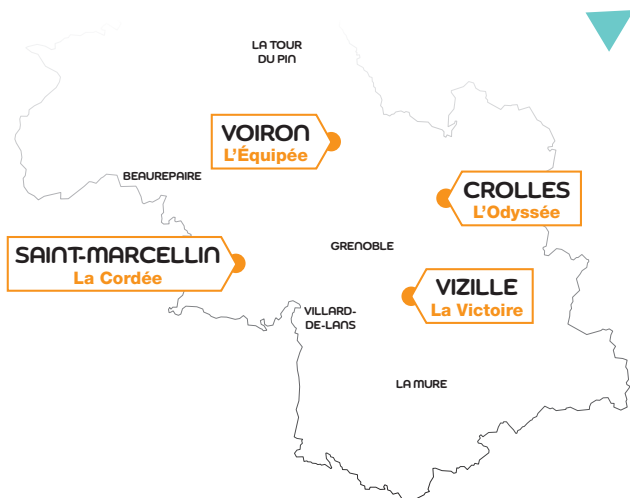 LA TOUR
DU PIN
VOIRON
L'Équipée
BEAUREPAIRE
CROLLES
L'Odyssée
GRENOBLE
SAINT-MARCELLIN
La Cordée
VIZILLE
La Victoire
VILLARD-
DE-LANS
LA MURE